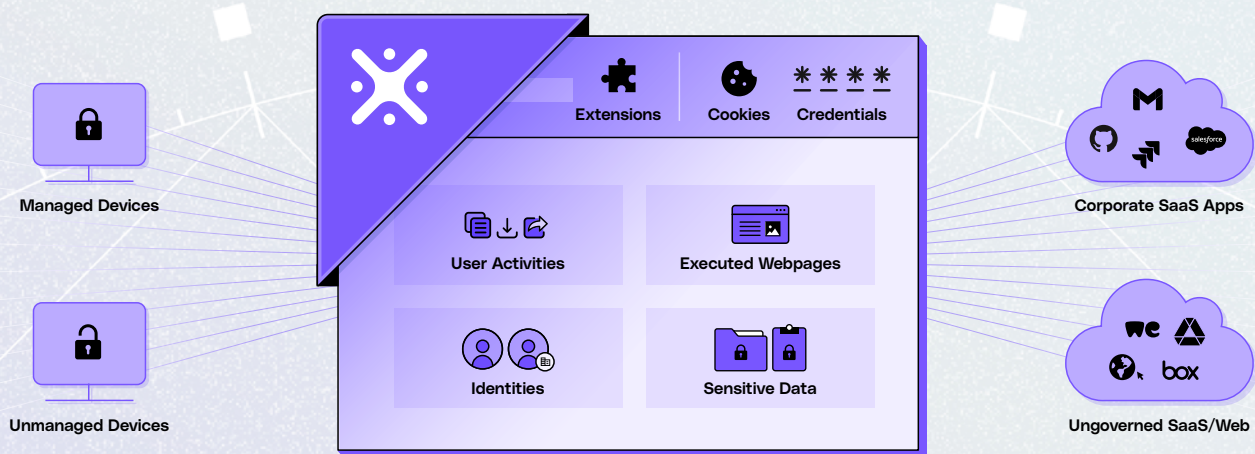 Extensions
Cookies
Credentials
Managed Devices
User Activities
Executed Webpages
Identities
Sensitive Data
Unmanaged Devices
salesforce
Corporate SaaS Apps
we
box
Ungoverned SaaS/Web